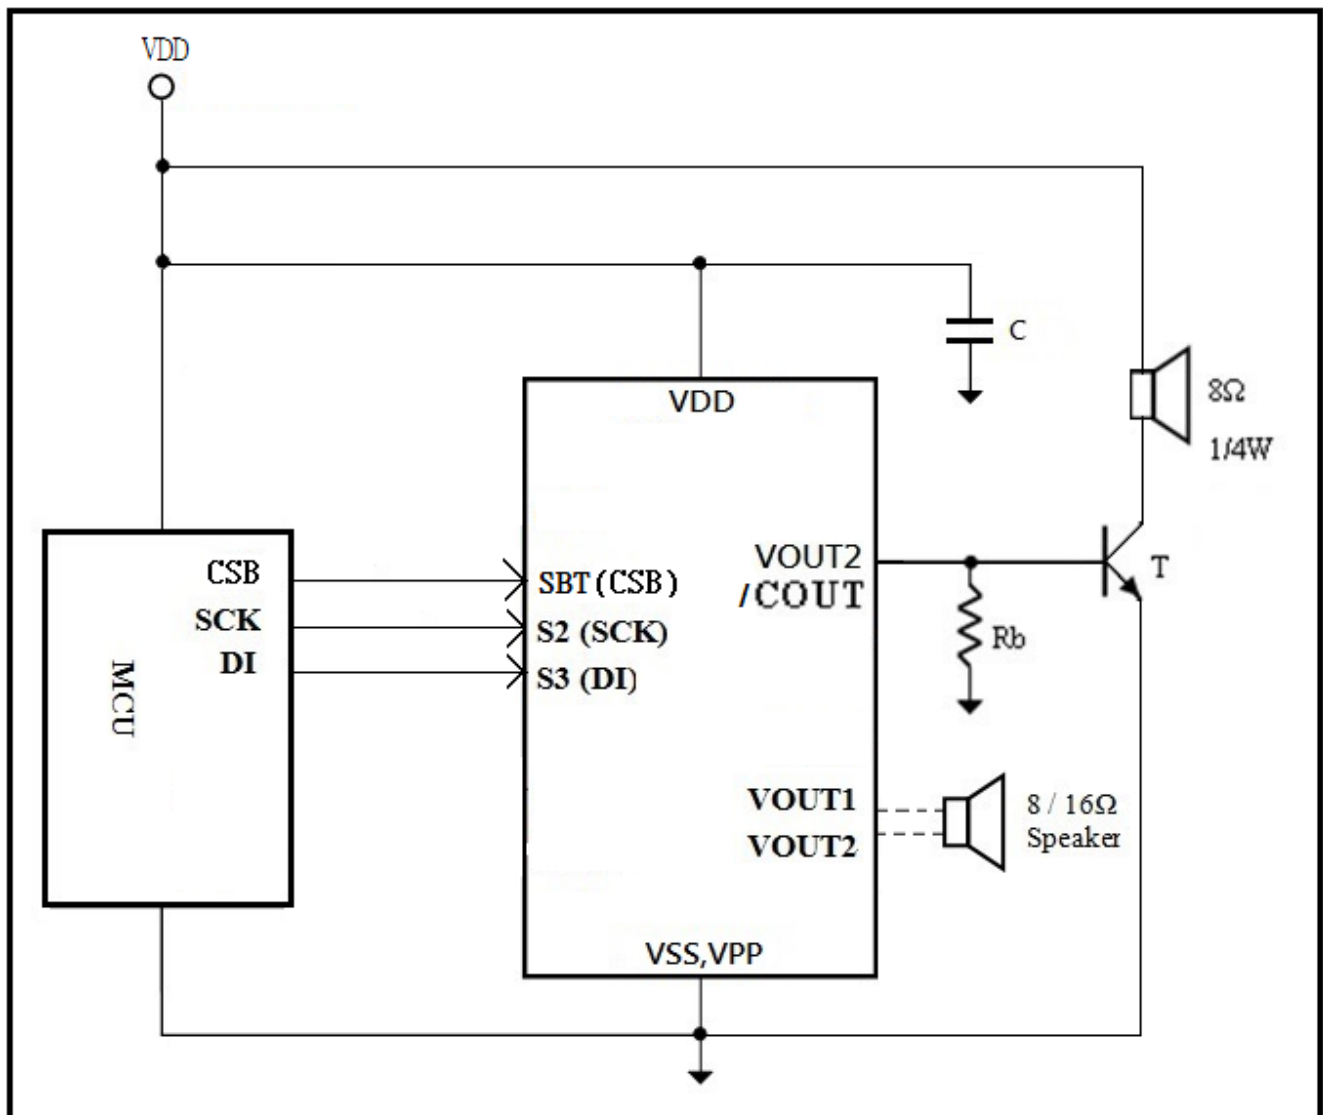 VDD
C
VDD
8Ω
1/4W
CSB
SCK
DI
MCU
SBT (CSB)
S2 (SCK)
S3 (DI)
VOUT2
/COUT
T
Rb
VOUT1
VOUT2
8 / 16Ω
Speaker
VSS,VPP